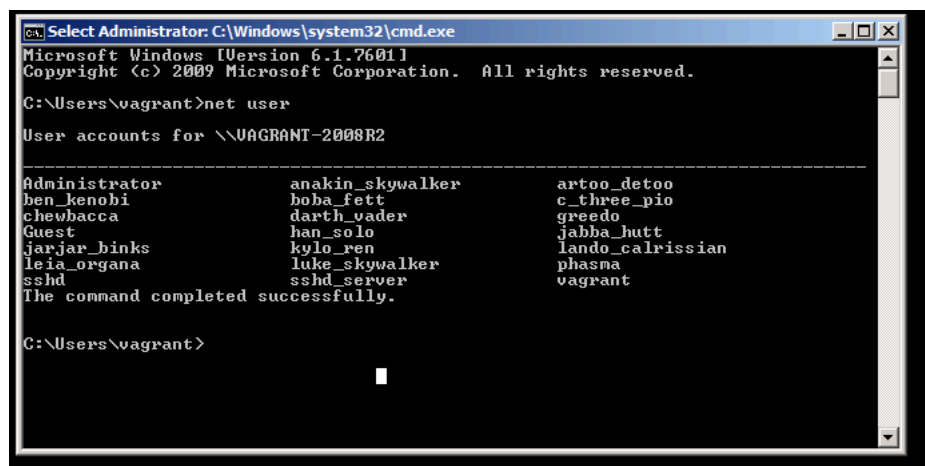 Select Administrator: C:\Windows\system32\cmd.exe
Microsoft Windows [Version 6.1.7601]
Copyright (c) 2009 Microsoft Corporation.  All rights reserved.
C:\Users\vagrant>net user
User accounts for \\VAGRANT-2008R2
-------------------------------------------------------------------------------
Administrator            anakin_skywalker         artoo_detoo
ben_kenobi               boba_fett                c_three_pio
chewbacca                darth_vader              greedo
Guest                    han_solo                 jabba_hutt
jarjar_binks             kylo_ren                 lando_calrissian
leia_organa              luke_skywalker           phasma
sshd                     sshd_server              vagrant
The command completed successfully.
C:\Users\vagrant>